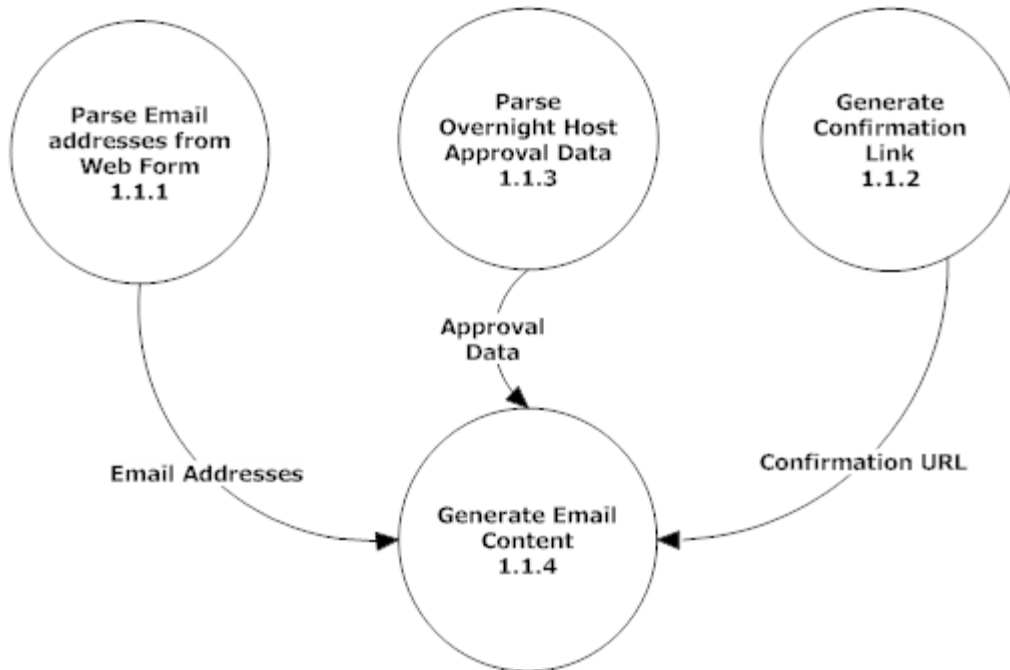 Parse Email
addresses from
Web Form
1.1.1
Parse
Overnight Host
Approval Data
1.1.3
Generate
Confirmation
Link
1.1.2
Approval
Data
Email Addresses
Confirmation URL
Generate Email
Content
1.1.4